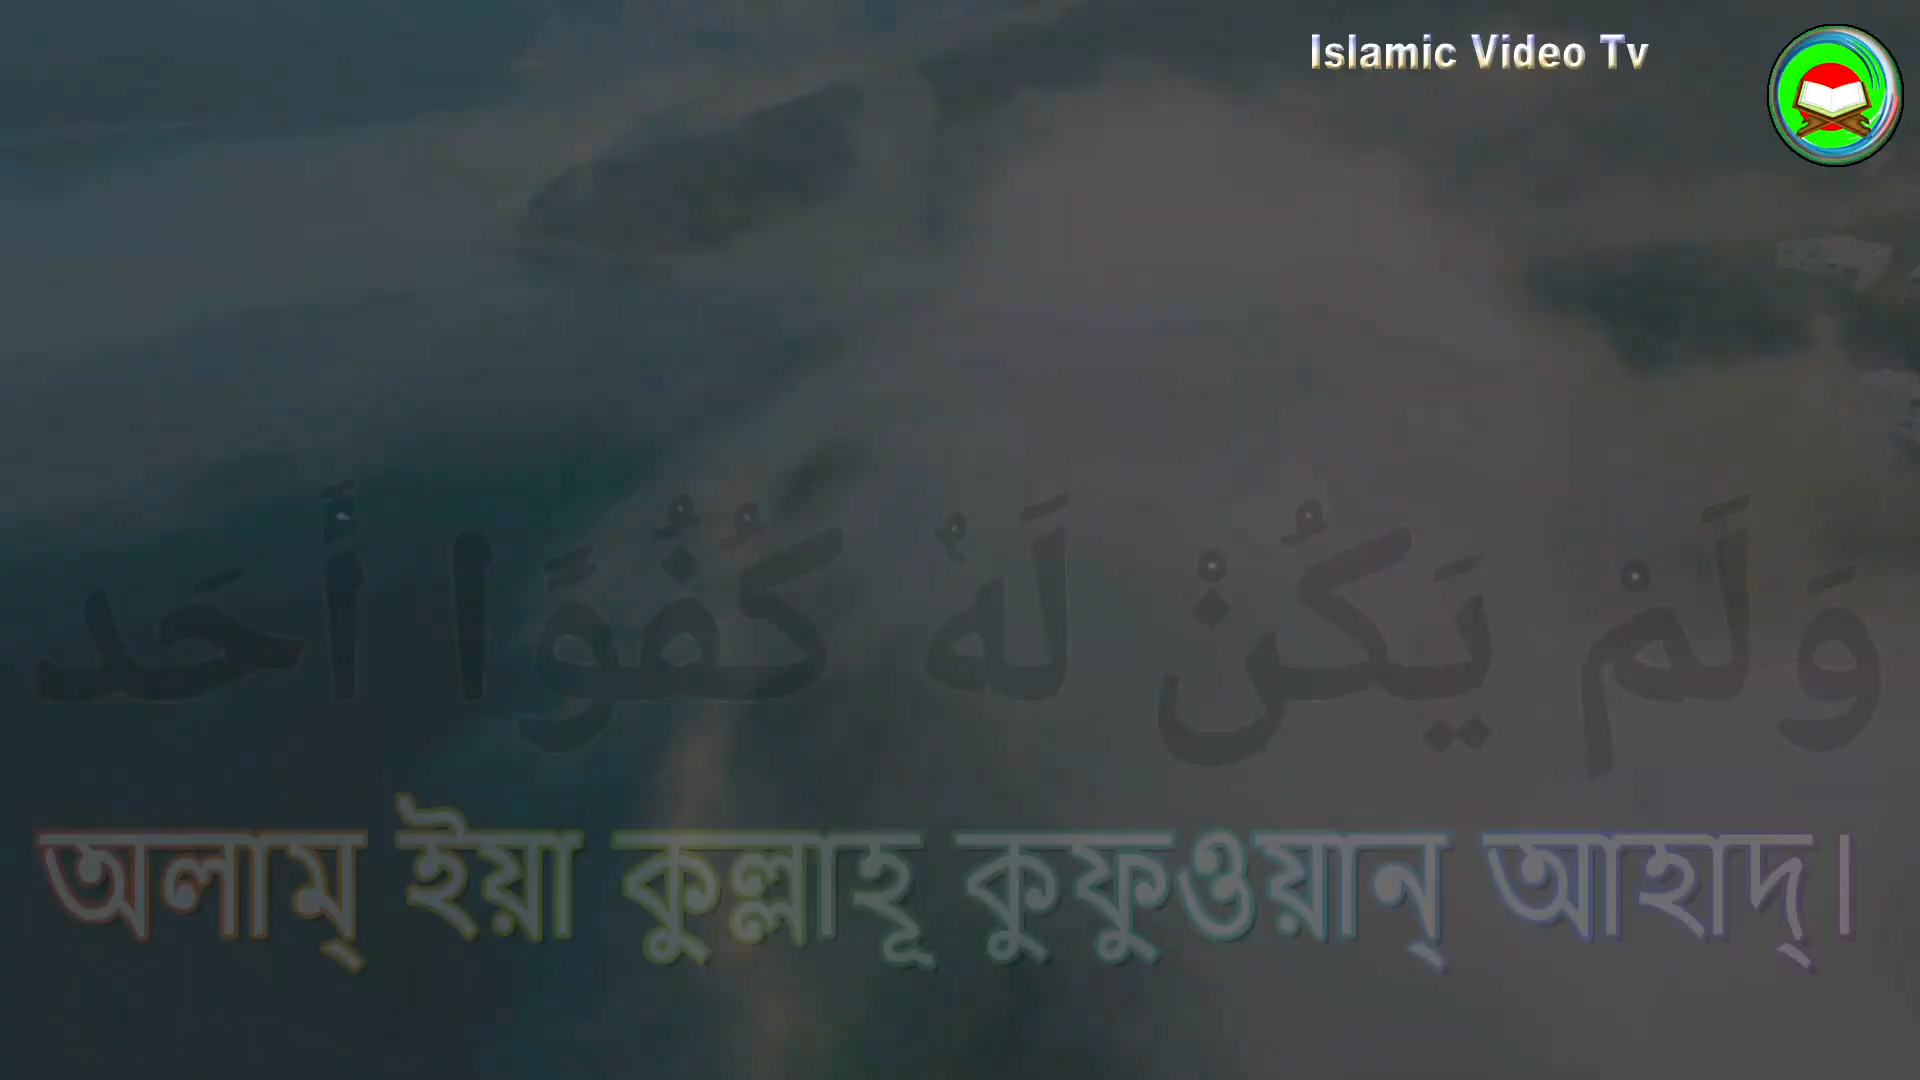 Islamic Video Tv
وَلَمْ يَكُنْ لَهُ كُفُوًا أَحَد
অলাম্ ইয়া কুল্লাহূ কুফুওয়ান্ আহাদ্।